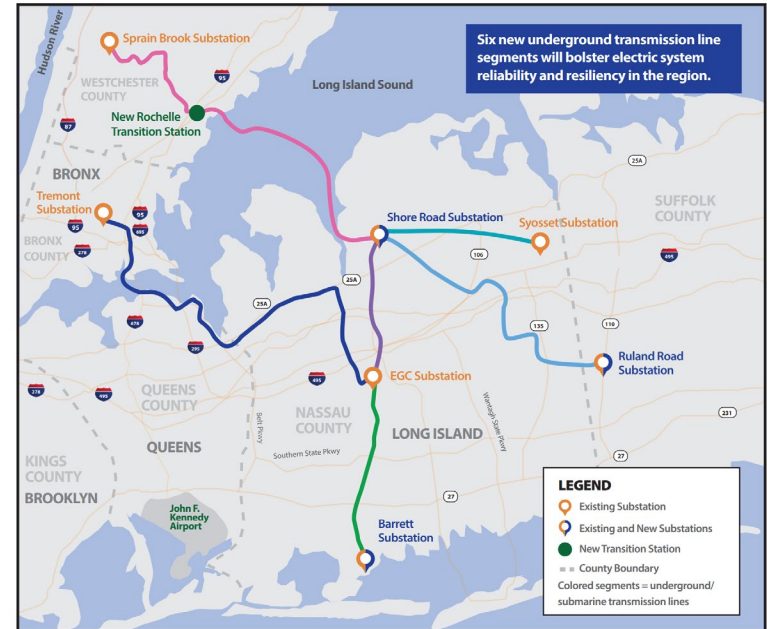 Six new underground transmission line
segments will bolster electric system
reliability and resiliency in the region.
Hudson River
Sprain Brook Substation
95
WESTCHESTER
COUNTY
Long Island Sound
87
New Rochelle
Transition Station
BRONX
25A
Tremont
Substation
95
95
495
BRONX
COUNTY
278
Shore Road Substation
Syosset Substation
SUFFOLK
COUNTY
106
495
25A
25A
678
295
135
110
Ruland Road
Substation
278
495
495
EGC Substation
QUEENS
COUNTY
NASSAU
COUNTY
Belt Pkwy
Wantagh State Pkwy
231
LONG ISLAND
QUEENS
Southern State Pkwy
27
KINGS
COUNTY
BROOKLYN
27
John F.
Kennedy
Airport
Barrett
Substation
LEGEND
Existing Substation
Existing and New Substations
New Transition Station
County Boundary
Colored segments = underground/
submarine transmission lines